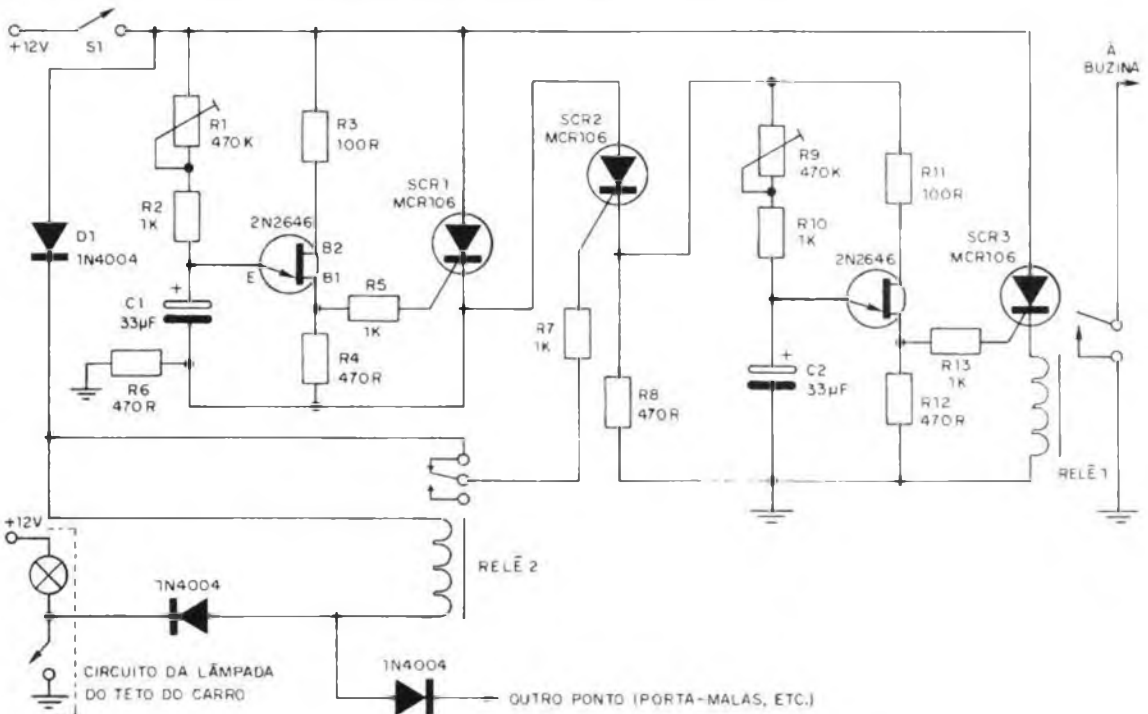 +12V
S1
À
BUZINA
R1
470K
R3
100R
SCR1
MCR106
SCR2
MCR106
R9
470K
R11
100R
D1
1N4004
R2
1K
2N2646
B2
B1
E
R5
1K
C1
+
33µF
R4
470R
R6
470R
R7
1K
R8
470R
R10
1K
2N2646
SCR3
MCR106
+
C2
33µF
R13
1K
R12
470R
RELÊ 1
+12V
RELÊ 2
1N4004
CIRCUITO DA LÂMPADA
DO TETO DO CARRO
1N4004
OUTRO PONTO (PORTA-MALAS, ETC.)